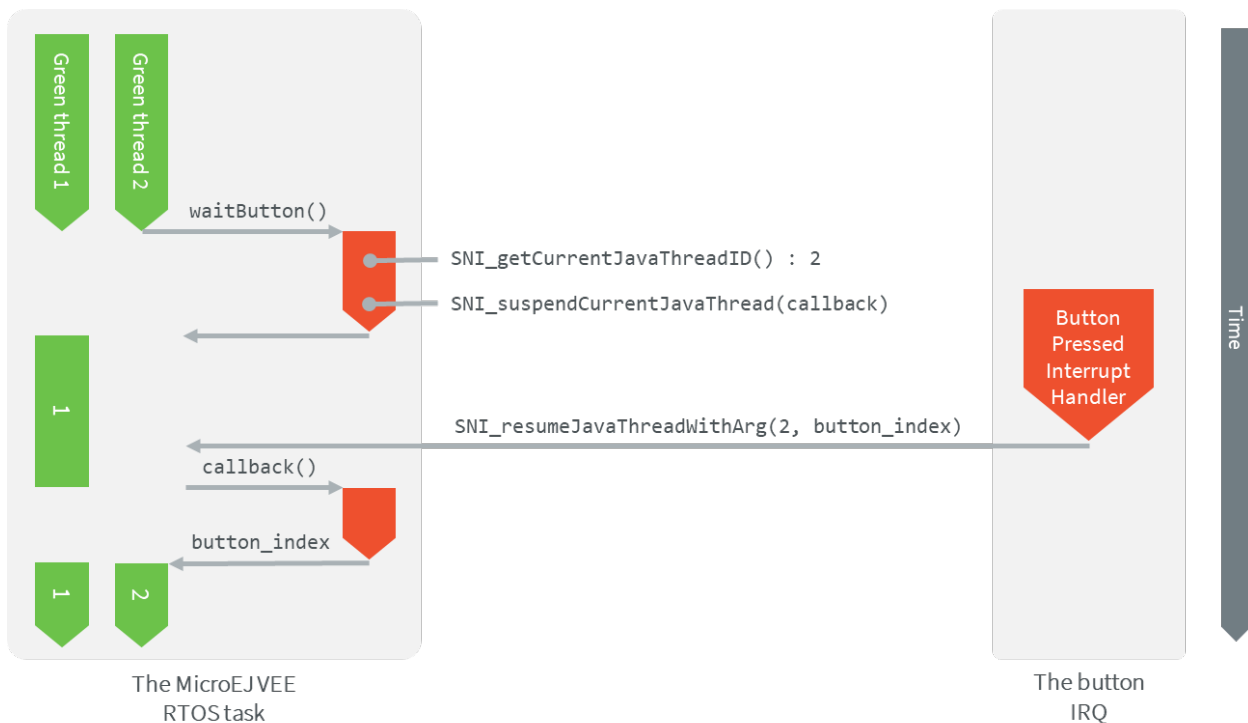 Green thread 1
Green thread 2
waitButton()
SNI_getCurrentJavaThreadID() : 2
SNI_suspendCurrentJavaThread(callback)
Button
Pressed
Interrupt
Handler
Time
1
SNI_resumeJavaThreadWithArg(2, button_index)
callback()
button_index
1
2
The MicroEJ VEE
RTOS task
The button
IRQ